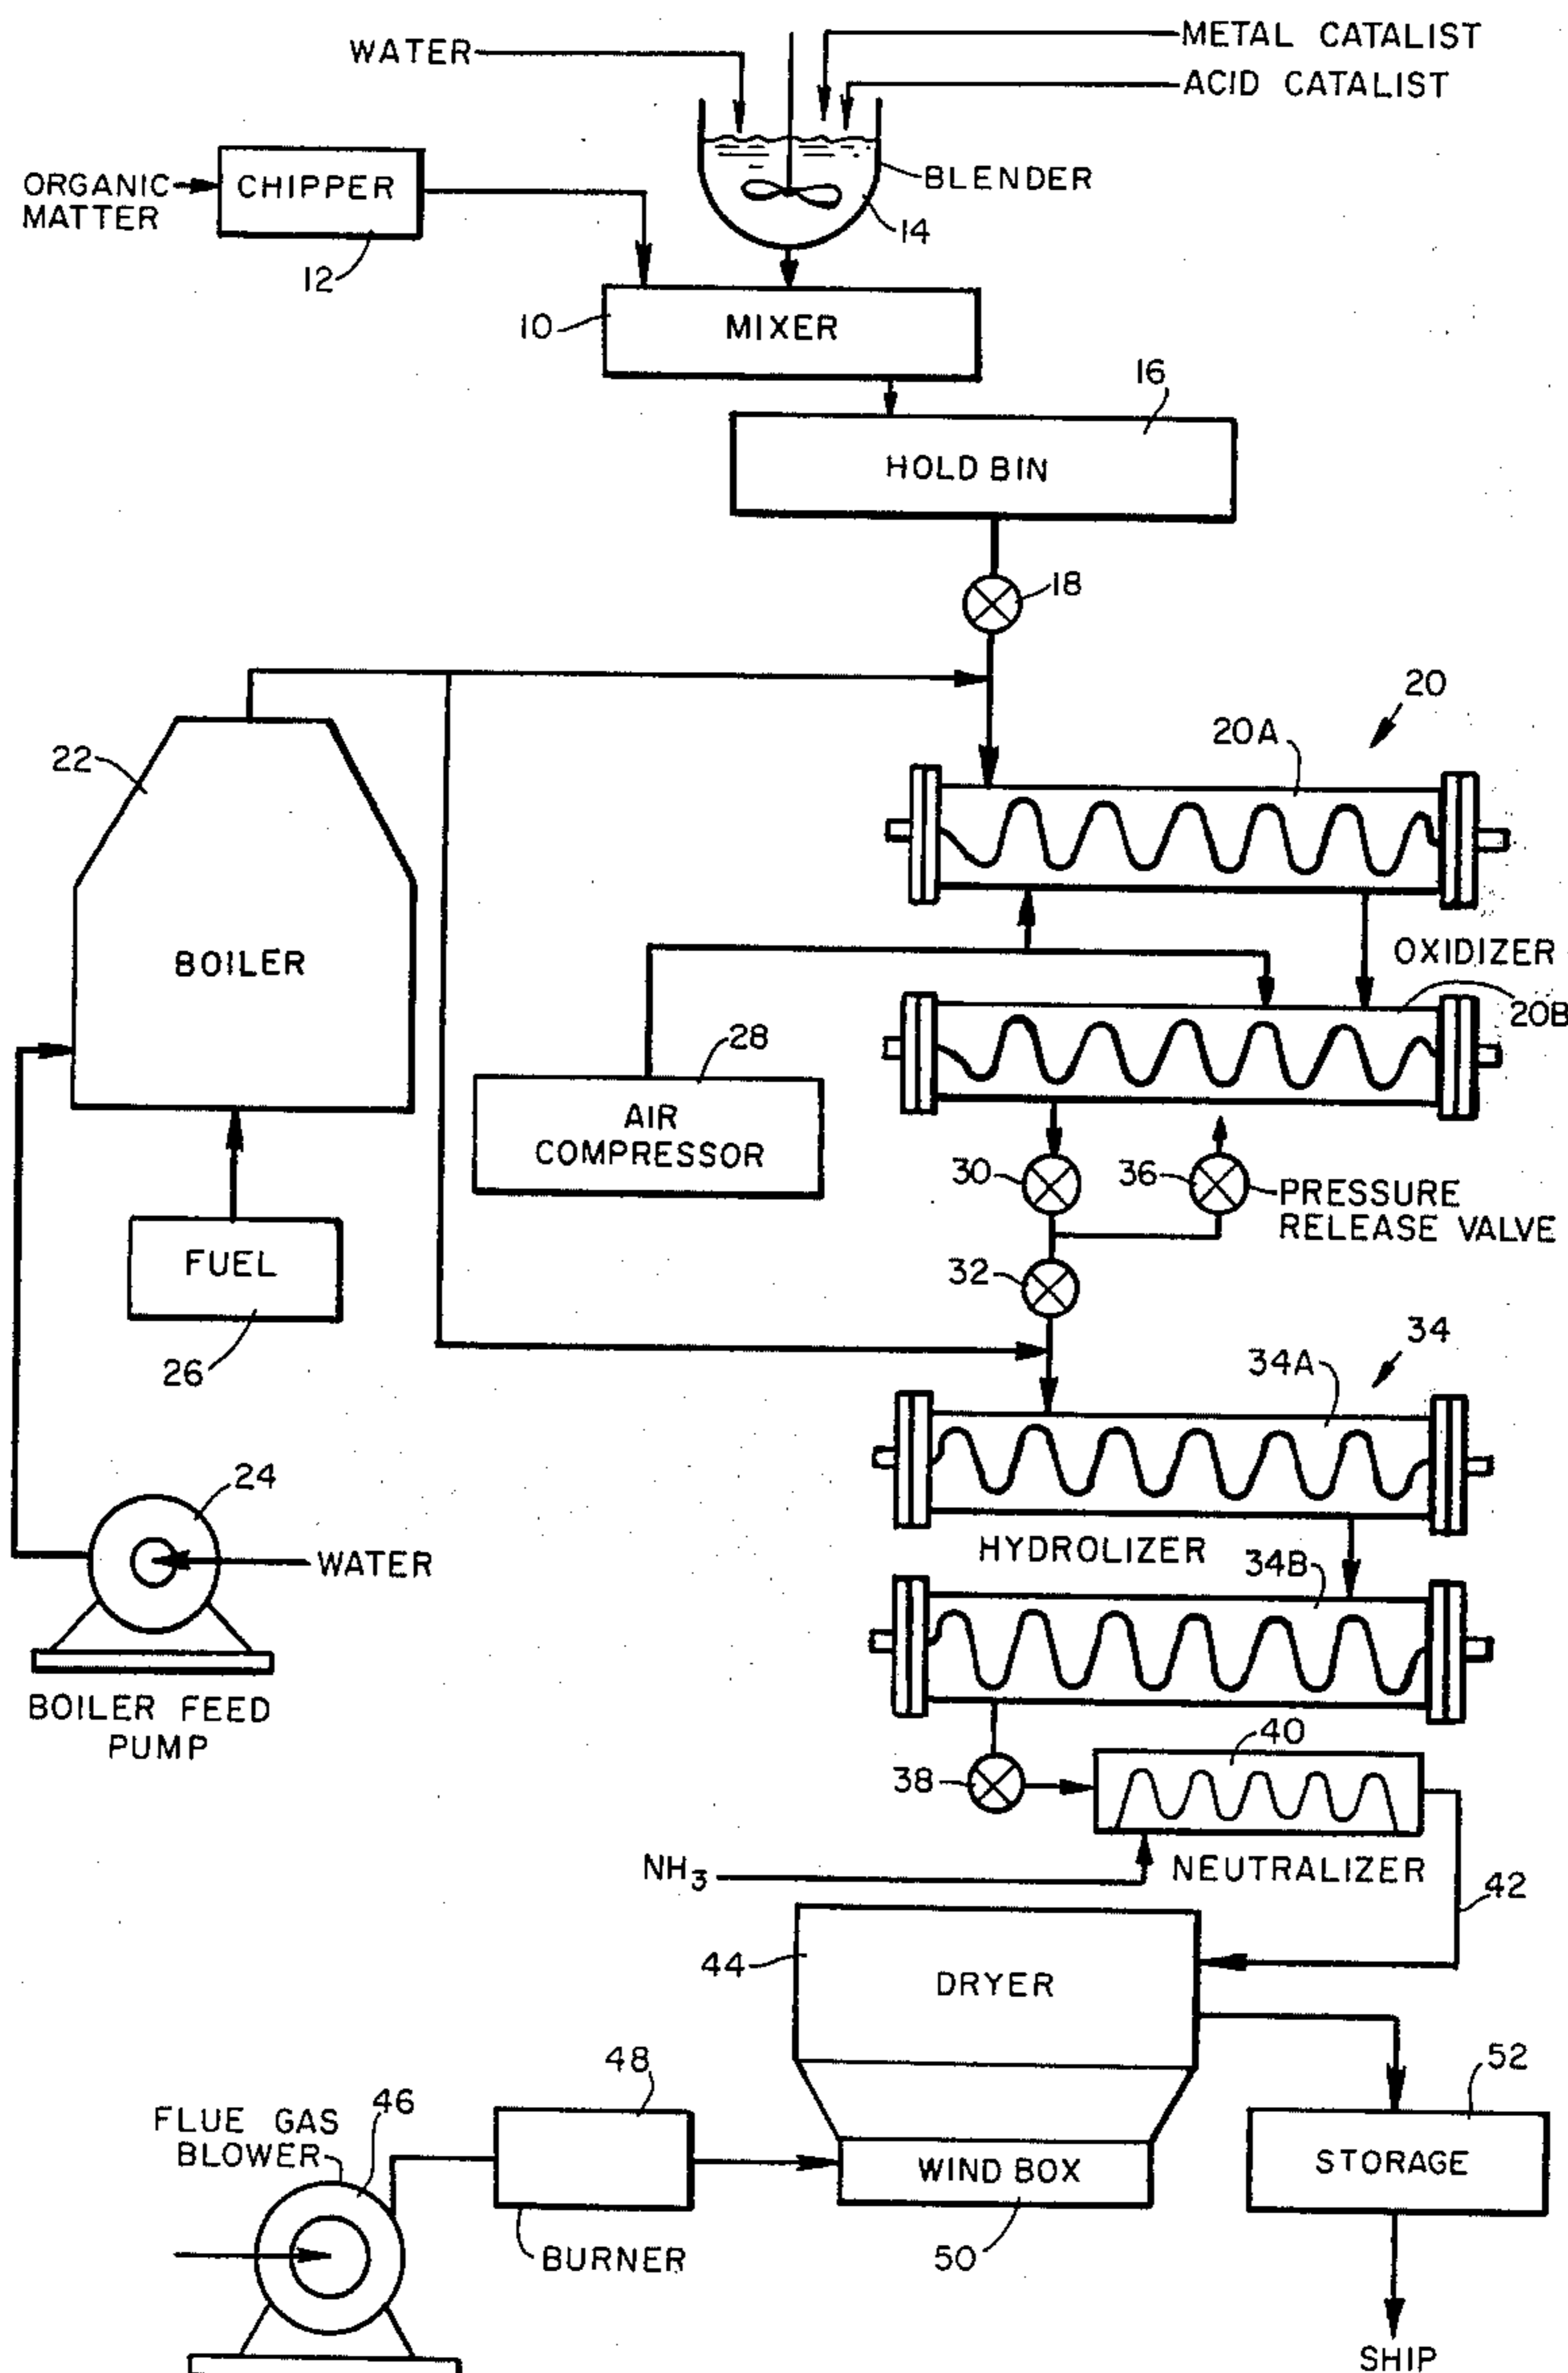 WATER
METAL CATALIST
ACID CATALIST
ORGANIC
MATTER
CHIPPER
BLENDER
14
12
10
MIXER
16
HOLD BIN
18
20
20A
22
BOILER
OXIDIZER
20B
28
AIR
COMPRESSOR
30
36
PRESSURE
RELEASE VALVE
FUEL
32
26
34
34A
24
WATER
HYDROLIZER
34B
BOILER FEED
PUMP
40
38
NH3
NEUTRALIZER
42
44
DRYER
48
52
FLUE GAS
BLOWER
46
WIND BOX
STORAGE
BURNER
50
SHIP